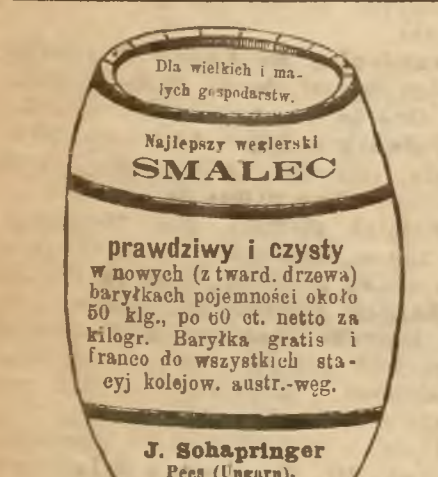 Dla wielkich i ma-
łych gospodarstw.
Najlepszy węgierski
SMALEC
prawdziwy i czysty
w nowych (z tward. drzewa)
baryłkach pojemności około
50 klg., po 60 ct. netto za
kilogr. Baryłka gratis i
franco do wszystkich sta-
cyj kolejow. austr.-węg.
J. Schapringer
Pecs (Ungarn).